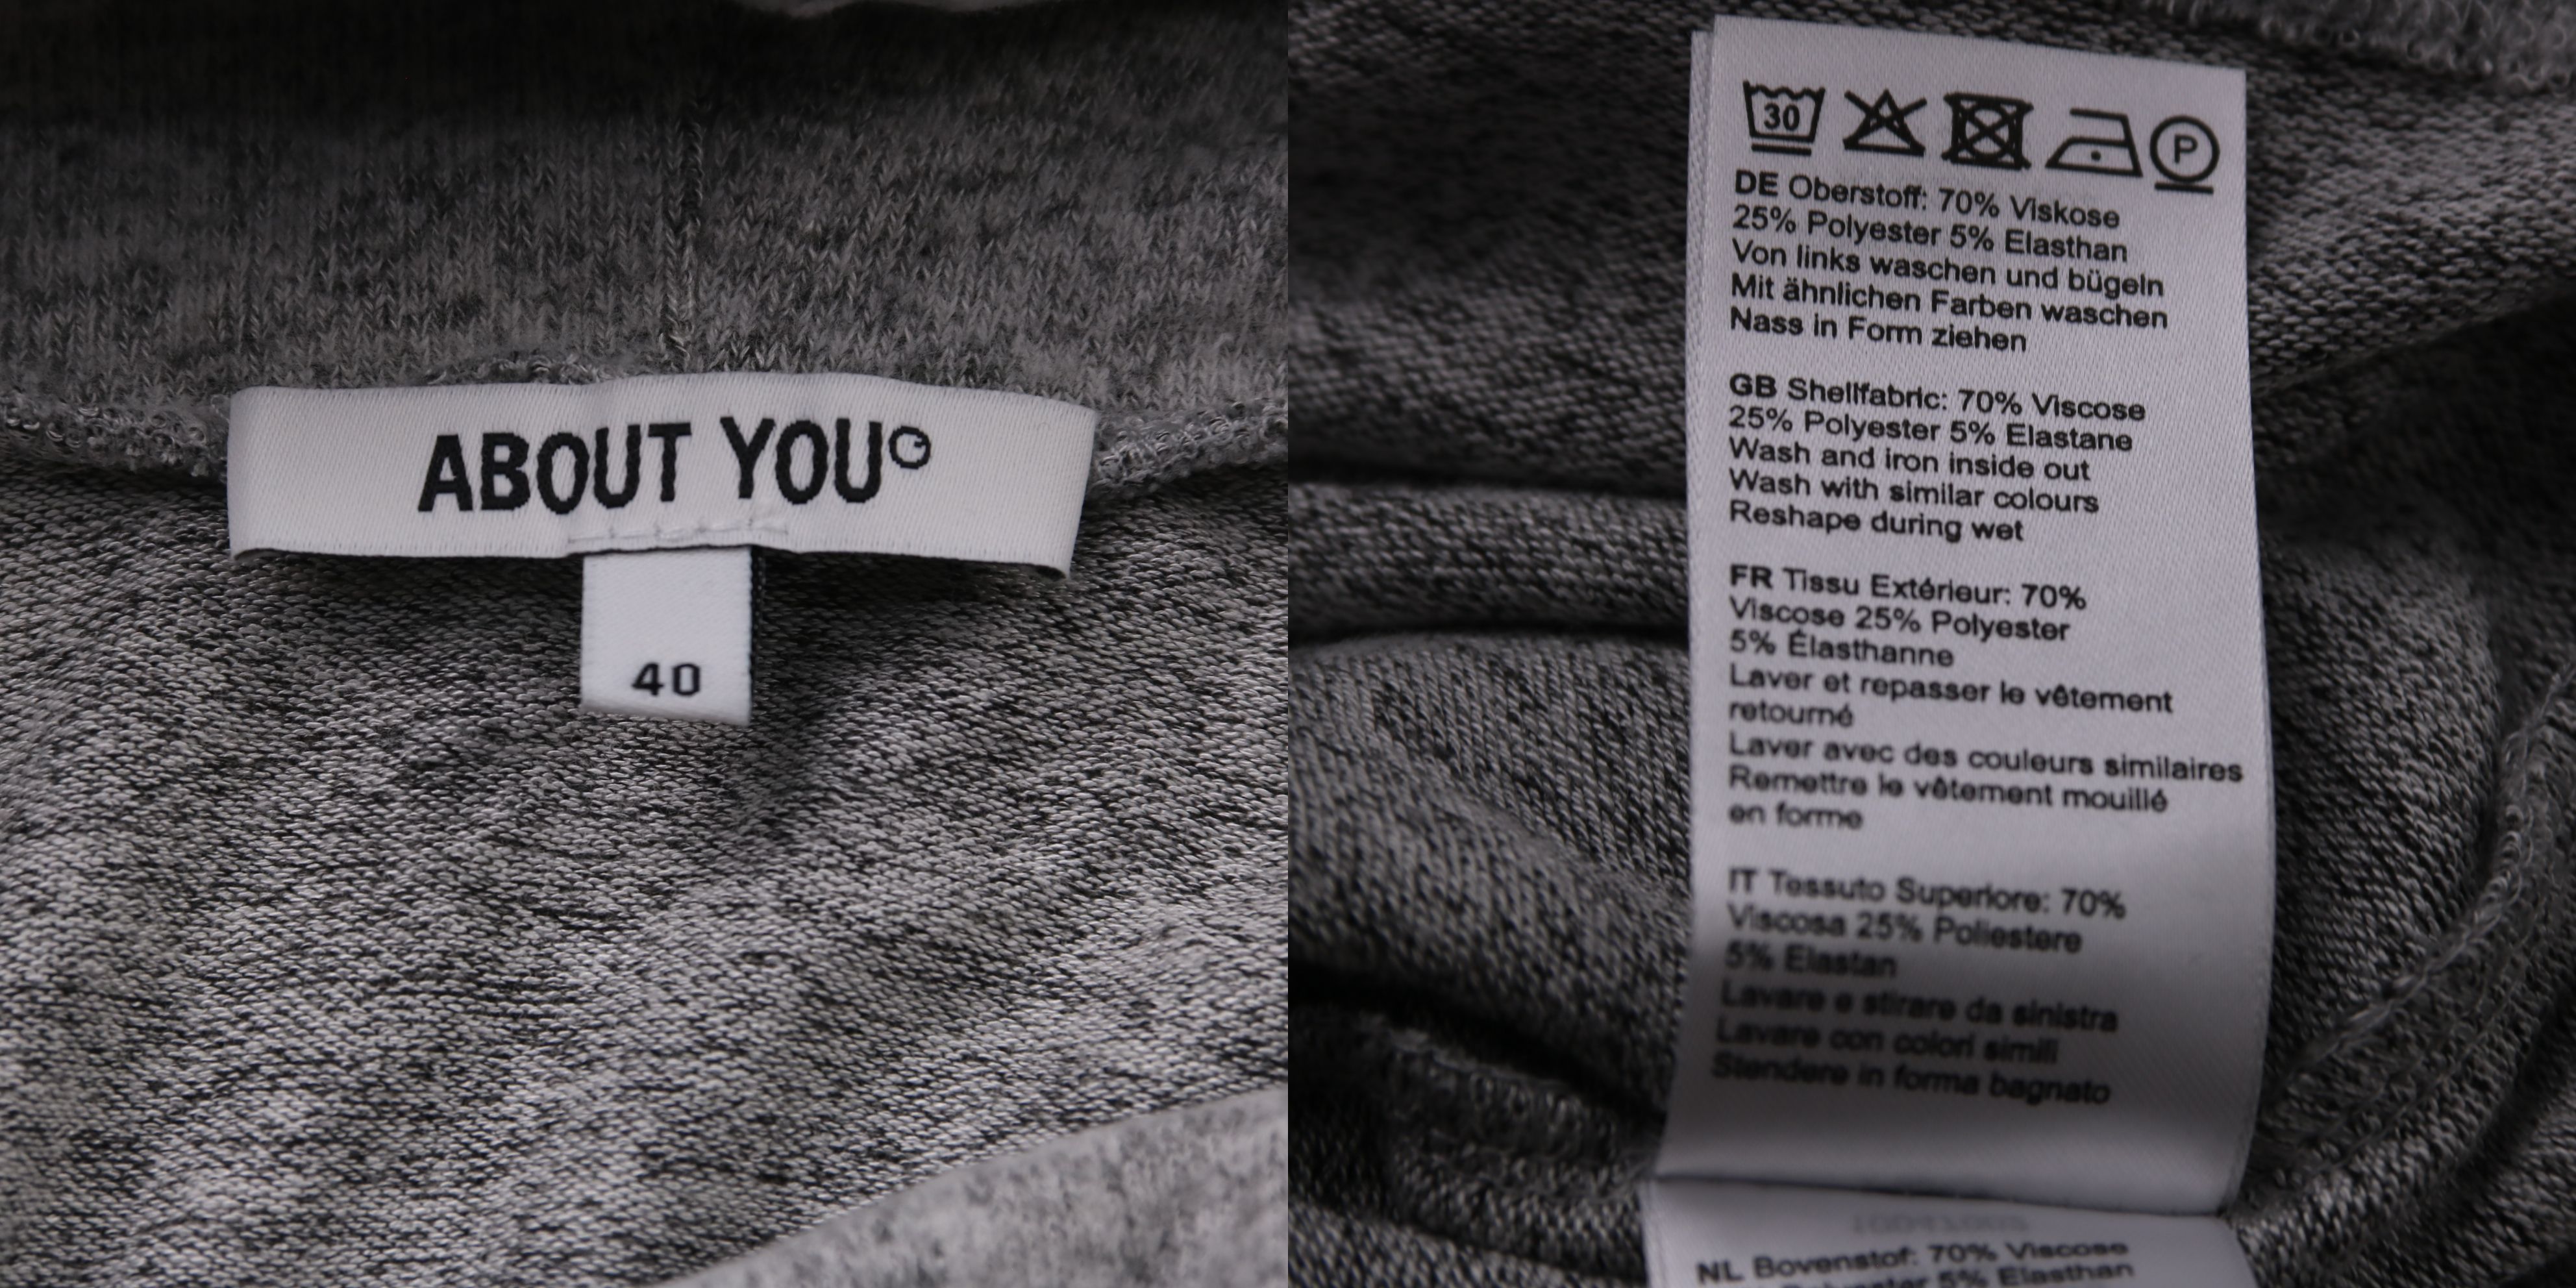 ABOUT YOU
40
30
P
DE Oberstoff: 70% Viskose
25% Polyester 5% Elasthan
Von links waschen und bügeln
Mit ähnlichen Farben waschen
Nass in Form ziehen
GB Shellfabric: 70% Viscose
25% Polyester 5% Elastane
Wash and iron inside out
Wash with similar colours
Reshape during wet
FR Tissu Extérieur: 70%
Viscose 25% Polyester
5% Élasthanne
Laver et repasser le vêtement
retourné
Laver avec des couleurs similaires
Remettre le vêtement mouillé
en forme
IT Tessuto Superiore: 70%
Viscosa 25% Poliestere
5% Elastan
Lavare e stirare da sinistra
Lavare con colori simili
Stendere in forma bagnato
NL Bovenstof: 70% Viscose
Polyester 5% Elasthan